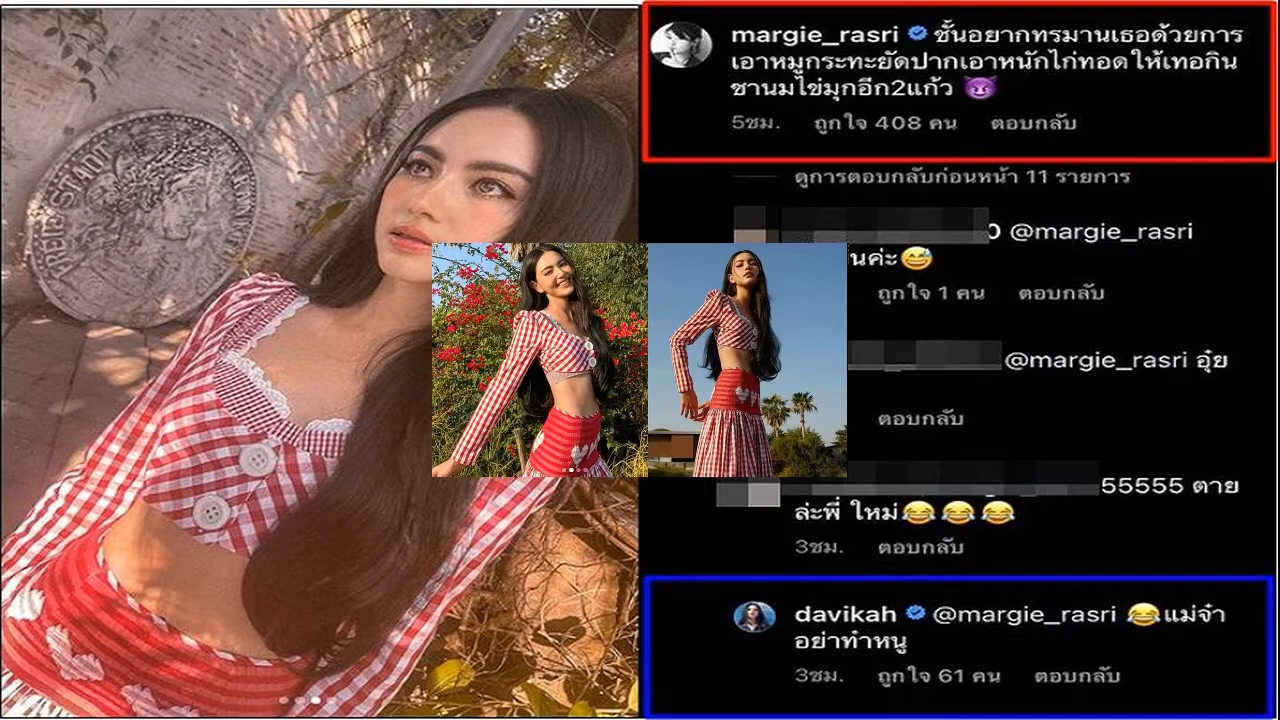 margie_rasri ชั้นอยากทรมานเธอด้วยการ
เอาหมูกระทะยัดปากเอาหนักไก่ทอดให้เทอกิน
ชานมไข่มุกอีก2แก้ว 😈
5ชม. ถูกใจ 408 คน ตอบกลับ
ดูการตอบกลับก่อนหน้า 11 รายการ
@margie_rasri
นค่ะ😅
ถูกใจ 1 คน ตอบกลับ
@margie_rasri อุ๋ย
ตอบกลับ
55555 ตาย
ล่ะพี่ ใหม่😂😂😂
3ชม. ตอบกลับ
davikah @margie_rasri 😂แม่จ๋า
อย่าทำหนู
3ชม. ถูกใจ 61 คน ตอบกลับ